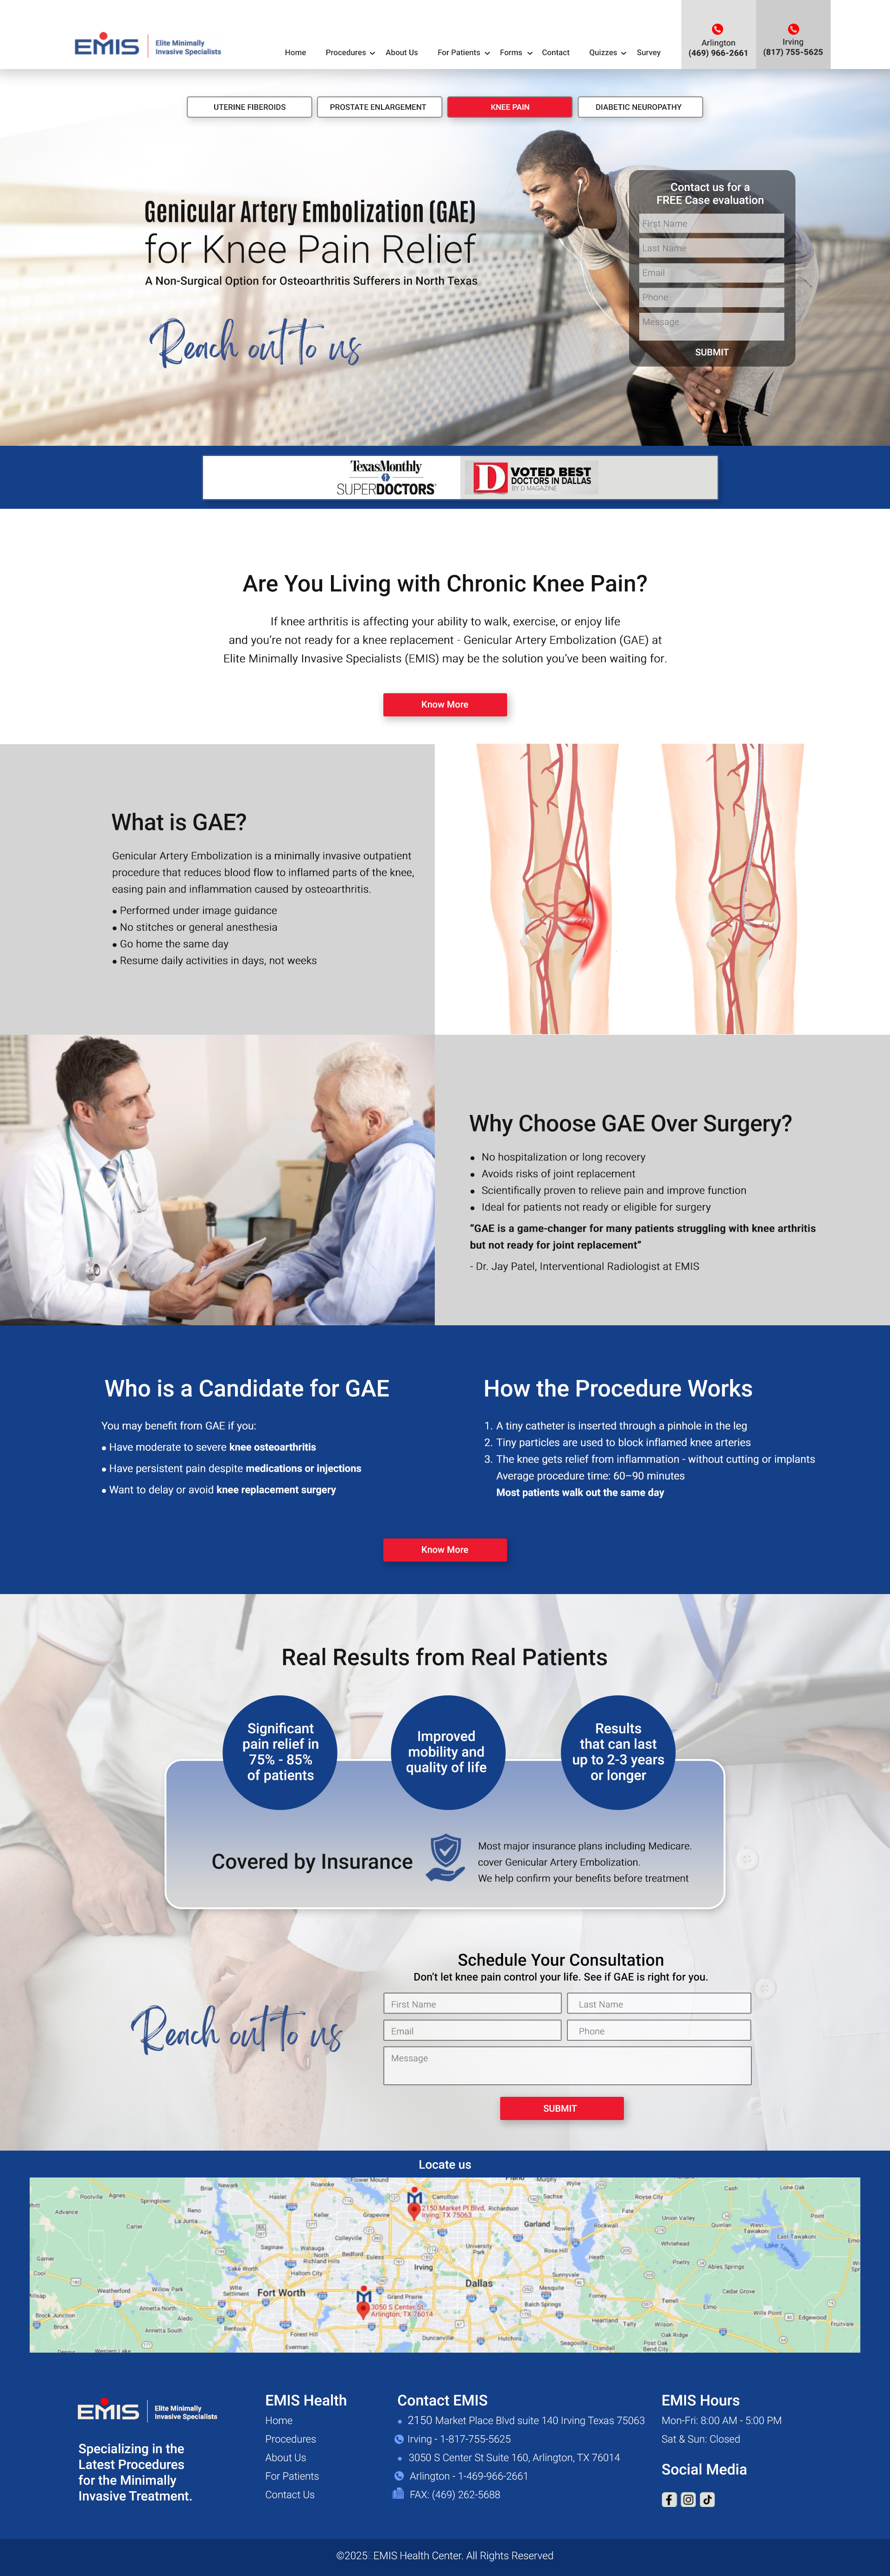 EMIS
Elite Minimally
Invasive Specialists
Home
Procedures
About Us
For Patients
Forms
Contact
Quizzes
Survey
Arlington
(469) 966-2661
Irving
(817) 755-5625
UTERINE FIBEROIDS
PROSTATE ENLARGEMENT
KNEE PAIN
DIABETIC NEUROPATHY
Genicular Artery Embolization (GAE)
for Knee Pain Relief
A Non-Surgical Option for Osteoarthritis Sufferers in North Texas
Reach out to us
Contact us for a
FREE Case evaluation
First Name
Last Name
Email
Phone
Message
SUBMIT
TexasMonthly
SUPERDOCTORS
D VOTED BEST
DOCTORS IN DALLAS
BY D MAGAZINE
Are You Living with Chronic Knee Pain?
If knee arthritis is affecting your ability to walk, exercise, or enjoy life
and you're not ready for a knee replacement - Genicular Artery Embolization (GAE) at
Elite Minimally Invasive Specialists (EMIS) may be the solution you've been waiting for.
Know More
What is GAE?
Genicular Artery Embolization is a minimally invasive outpatient
procedure that reduces blood flow to inflamed parts of the knee,
easing pain and inflammation caused by osteoarthritis.
• Performed under image guidance
• No stitches or general anesthesia
• Go home the same day
• Resume daily activities in days, not weeks
Why Choose GAE Over Surgery?
• No hospitalization or long recovery
• Avoids risks of joint replacement
• Scientifically proven to relieve pain and improve function
• Ideal for patients not ready or eligible for surgery
“GAE is a game-changer for many patients struggling with knee arthritis
but not ready for joint replacement”
- Dr. Jay Patel, Interventional Radiologist at EMIS
Who is a Candidate for GAE
You may benefit from GAE if you:
• Have moderate to severe knee osteoarthritis
• Have persistent pain despite medications or injections
• Want to delay or avoid knee replacement surgery
How the Procedure Works
1. A tiny catheter is inserted through a pinhole in the leg
2. Tiny particles are used to block inflamed knee arteries
3. The knee gets relief from inflammation - without cutting or implants
Average procedure time: 60–90 minutes
Most patients walk out the same day
Know More
Real Results from Real Patients
Significant
pain relief in
75% - 85%
of patients
Improved
mobility and
quality of life
Results
that can last
up to 2-3 years
or longer
Covered by Insurance
Most major insurance plans including Medicare.
cover Genicular Artery Embolization.
We help confirm your benefits before treatment
Reach out to us
Schedule Your Consultation
Don't let knee pain control your life. See if GAE is right for you.
First Name
Last Name
Email
Phone
Message
SUBMIT
Locate us
2150 Market Pl Blvd,
Irving, TX 75063
3050 S Center St.
Arlington, TX 76014
Fort Worth
Dallas
Irving
Garland
Grand Prairie
EMIS
Elite Minimally
Invasive Specialists
Specializing in the
Latest Procedures
for the Minimally
Invasive Treatment.
EMIS Health
Home
Procedures
About Us
For Patients
Contact Us
Contact EMIS
2150 Market Place Blvd suite 140 Irving Texas 75063
Irving - 1-817-755-5625
3050 S Center St Suite 160, Arlington, TX 76014
Arlington - 1-469-966-2661
FAX: (469) 262-5688
EMIS Hours
Mon-Fri: 8:00 AM - 5:00 PM
Sat & Sun: Closed
Social Media
©2025 EMIS Health Center. All Rights Reserved